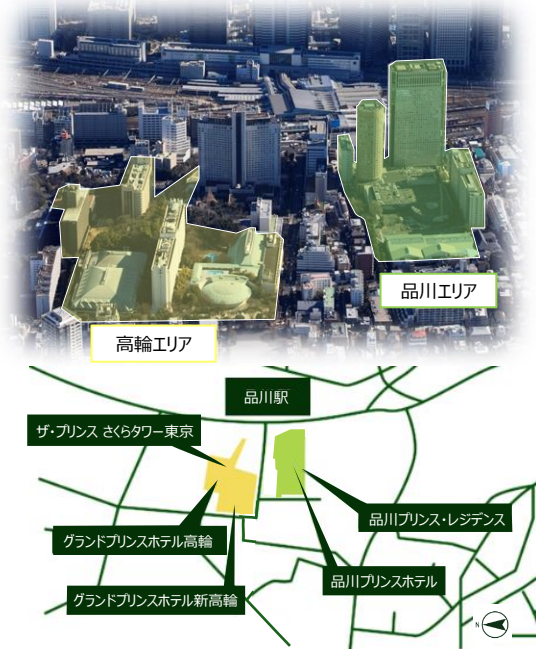 品川エリア
高輪エリア
品川駅
ザ・プリンス さくらタワー東京
品川プリンス・レジデンス
グランドプリンスホテル高輪
品川プリンスホテル
グランドプリンスホテル新高輪
N